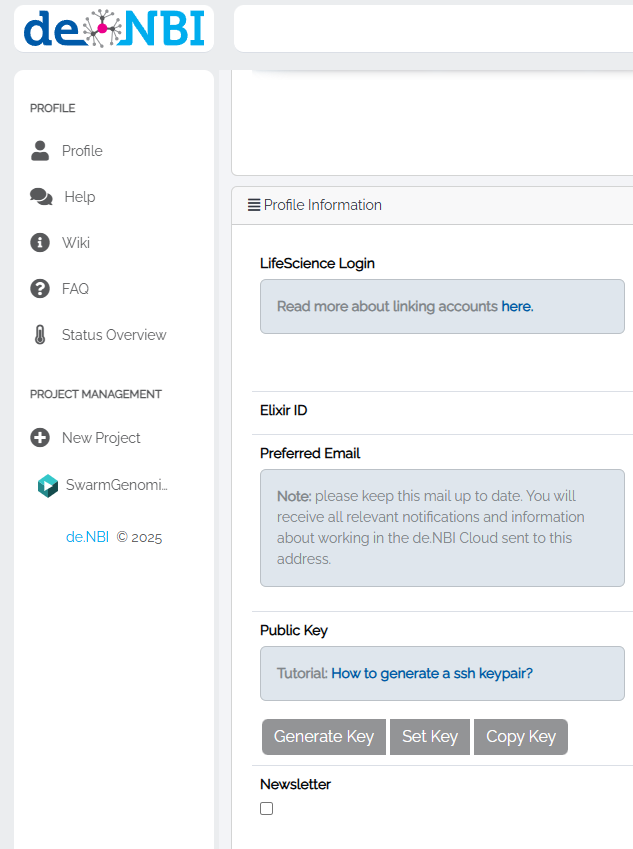 de.NBI
PROFILE
Profile
Help
Wiki
FAQ
Status Overview
PROJECT MANAGEMENT
New Project
SwarmGenomi...
de.NBI © 2025
Profile Information
LifeScience Login
Read more about linking accounts here.
Elixir ID
Preferred Email
Note: please keep this mail up to date. You will
receive all relevant notifications and information
about working in the de.NBI Cloud sent to this
address.
Public Key
Tutorial: How to generate a ssh keypair?
Generate Key
Set Key
Copy Key
Newsletter